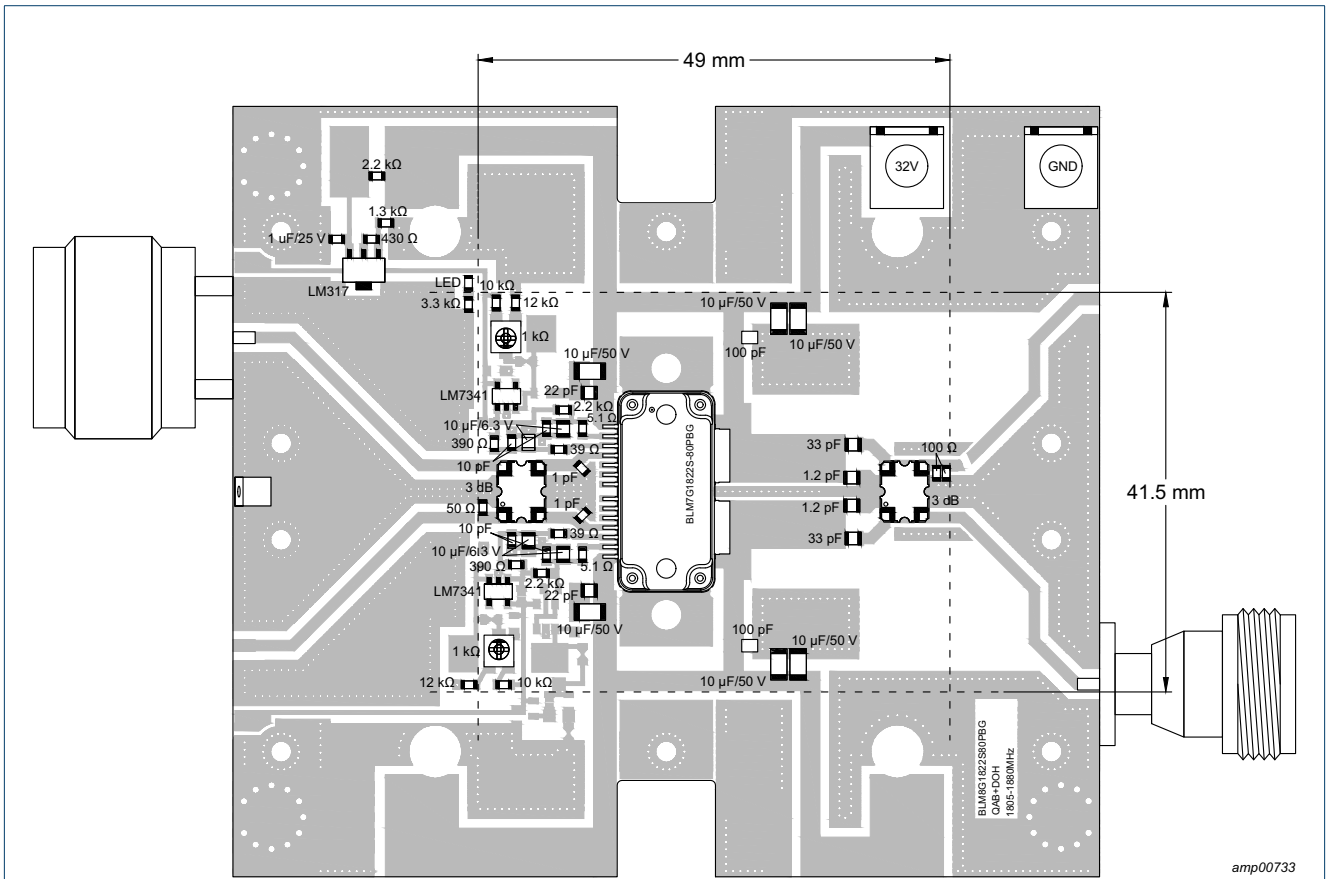 49 mm
32V
GND
2.2 kΩ
1.3 kΩ
1 uF/25 V
430 Ω
LM317
LED
10 kΩ
3.3 kΩ
12 kΩ
1 kΩ
10 µF/50 V
100 pF
10 µF/50 V
10 µF/50 V
22 pF
LM7341
2.2 kΩ
5.1 Ω
10 µF/6.3 V
390 Ω
39 Ω
10 pF
3 dB
1 pF
BLM7G1822S-80PBG
33 pF
100 Ω
1.2 pF
3 dB
41.5 mm
50 Ω
1 pF
1.2 pF
10 pF
39 Ω
33 pF
10 µF/6.3 V
390 Ω
5.1 Ω
2.2 kΩ
LM7341
22 pF
10 µF/50 V
100 pF
10 µF/50 V
1 kΩ
12 kΩ
10 kΩ
10 µF/50 V
BLM8G1822S80PBG
QAB+DOH
1805-1880MHz
amp00733